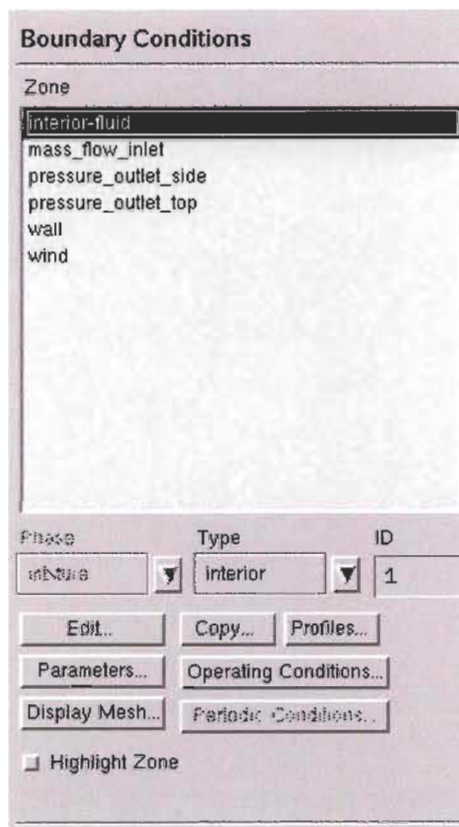 Boundary Conditions
Zone
interior-fluid
mass_flow_inlet
pressure_outlet_side
pressure_outlet_top
wall
wind
Phase Type ID
mixture interior 1
Edit... Copy... Profiles...
Parameters... Operating Conditions...
Display Mesh... Periodic Conditions...
Highlight Zone